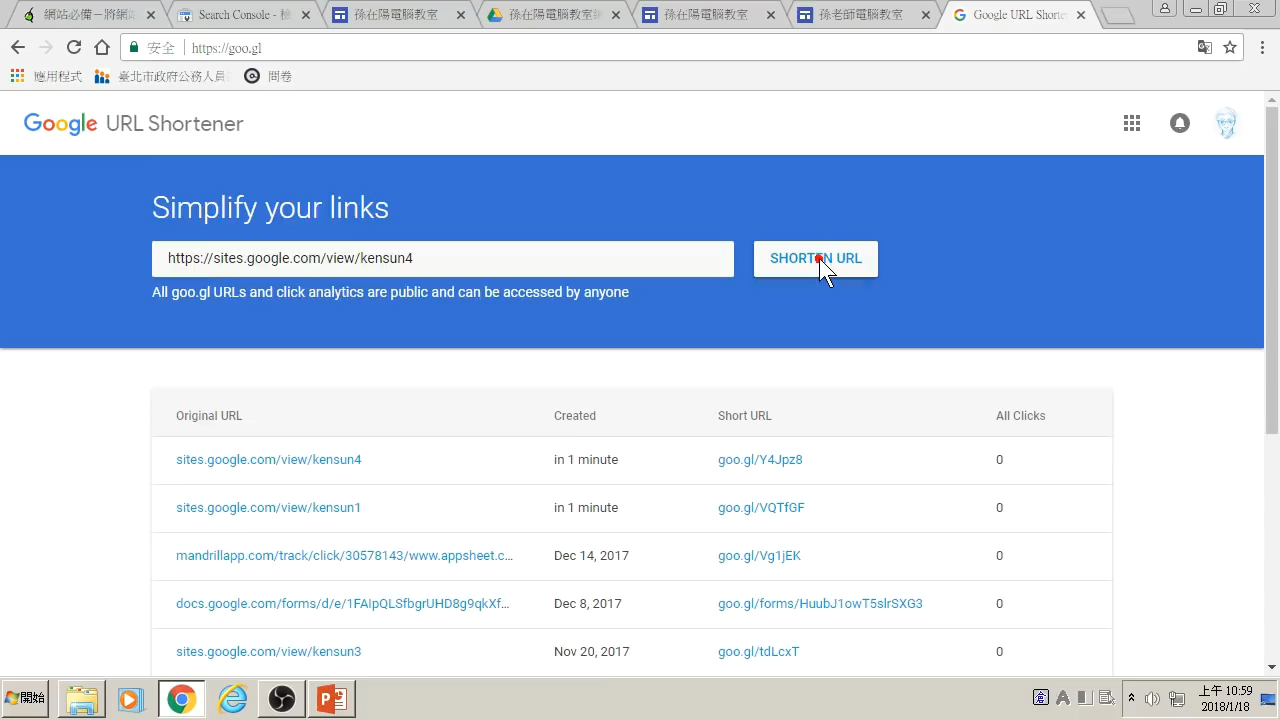 網站必備－將網站
Search Console - 檢
孫在陽電腦教室
孫在陽電腦教室
孫在陽電腦教室
孫老師電腦教室
Google URL Shorte
安全 https://goo.gl
應用程式 臺北市政府公務人員 問卷
Google URL Shortener
Simplify your links
https://sites.google.com/view/kensun4 SHORTEN URL
All goo.gl URLs and click analytics are public and can be accessed by anyone
Original URL Created Short URL All Clicks
sites.google.com/view/kensun4 in 1 minute goo.gl/Y4Jpz8 0
sites.google.com/view/kensun1 in 1 minute goo.gl/VQTfGF 0
mandrillapp.com/track/click/30578143/www.appsheet.c... Dec 14, 2017 goo.gl/Vg1jEK 0
docs.google.com/forms/d/e/1FAIpQLSfbgrUHD8g9qkXf... Dec 8, 2017 goo.gl/forms/HuubJ1owT5slrSXG3 0
sites.google.com/view/kensun3 Nov 20, 2017 goo.gl/tdLcxT 0
開始 上午 10:59
2018/1/18